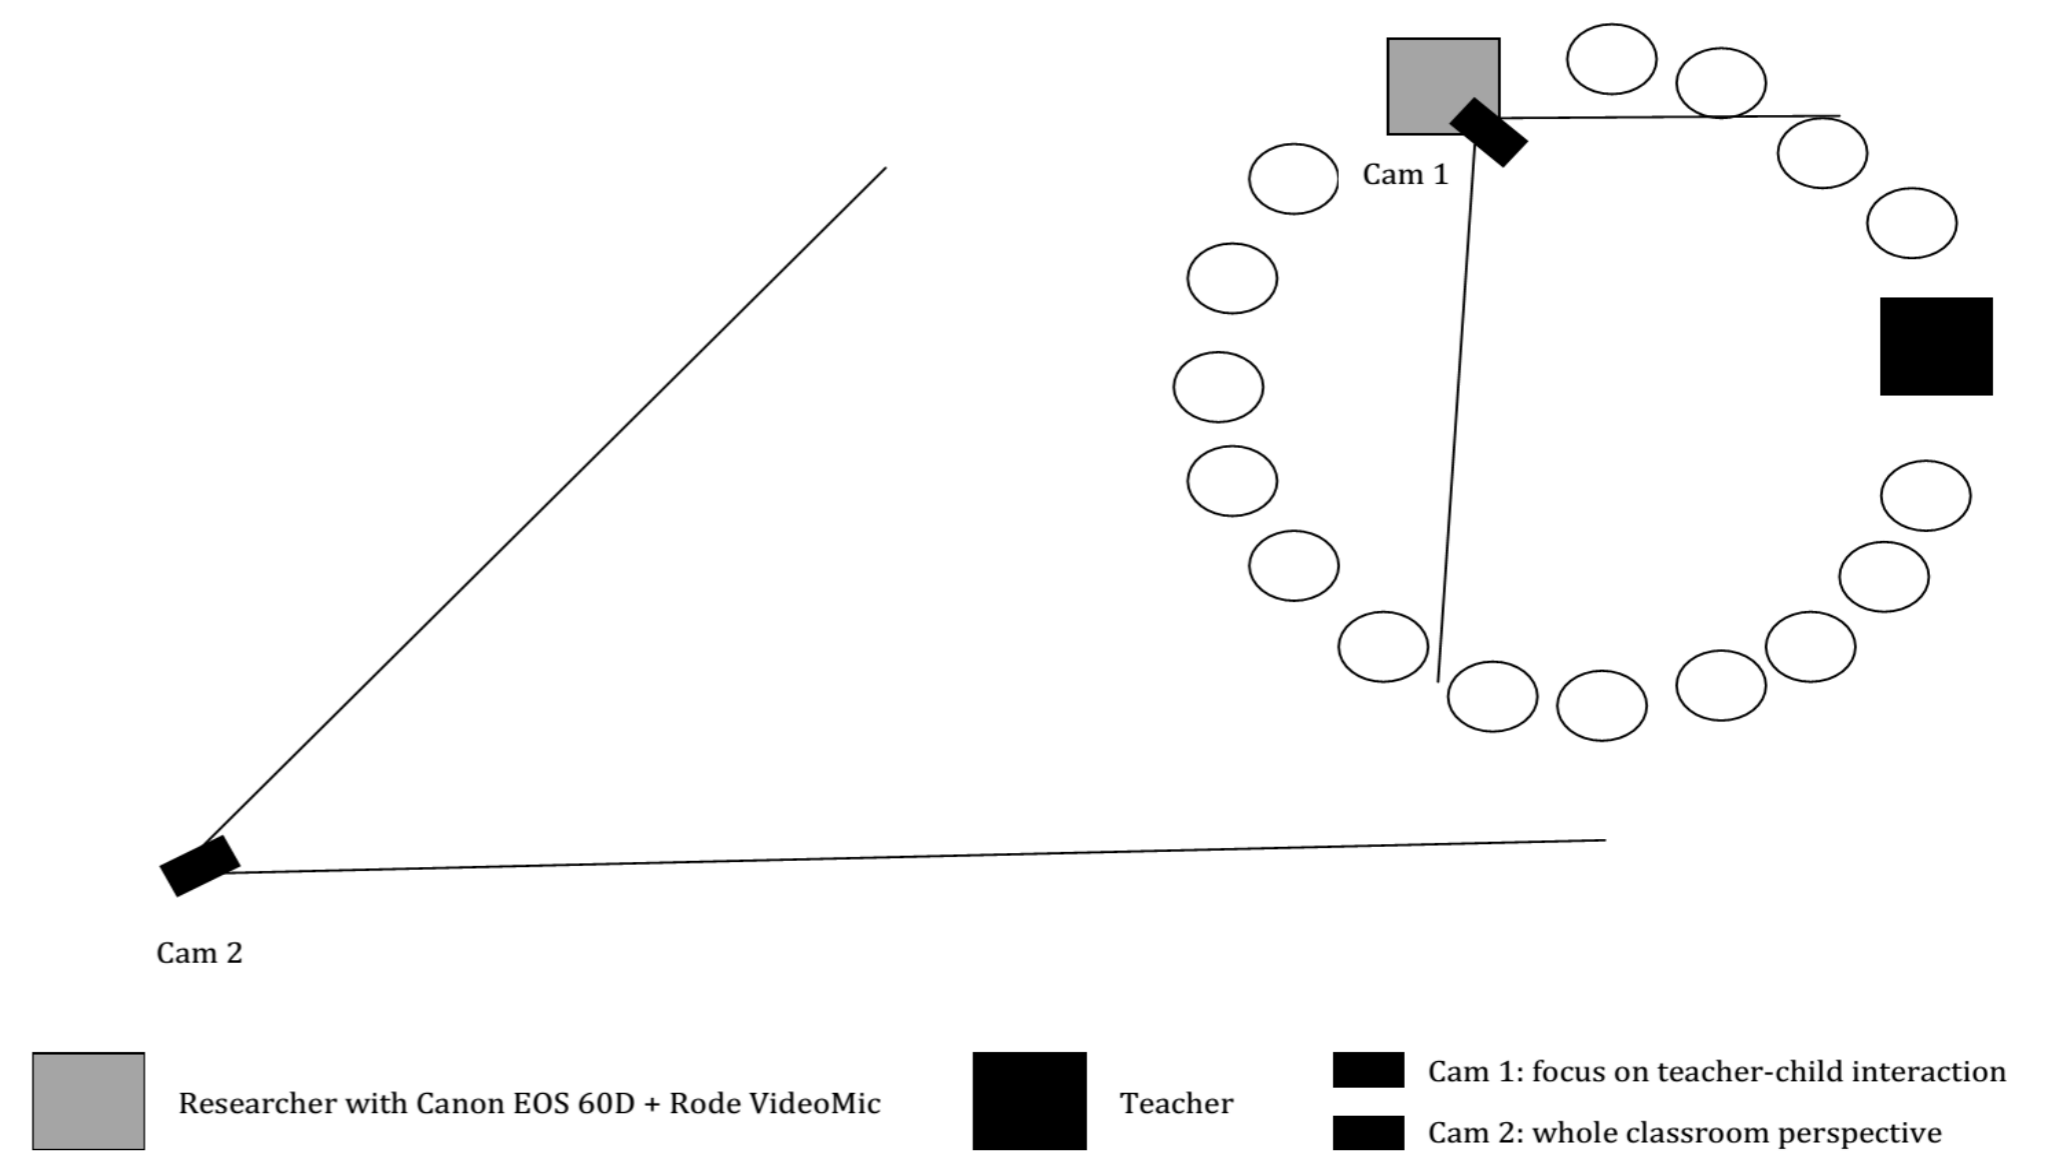 Cam 1
Cam 2
Researcher with Canon EOS 60D + Rode VideoMic
Teacher
Cam 1: focus on teacher-child interaction
Cam 2: whole classroom perspective